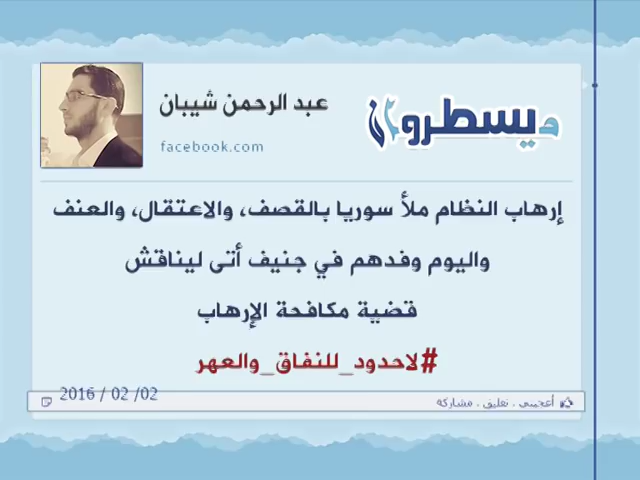 عبد الرحمن شيبان
facebook.com
يسطرون
إرهاب النظام ملأ سوريا بالقصف، والاعتقال، والعنف
واليوم وفدهم في جنيف أتى ليناقش
قضية مكافحة الإرهاب
#لاحدود_للنفاق_والعهر
2016 / 02 /02
أعجبني . تعليق . مشاركة